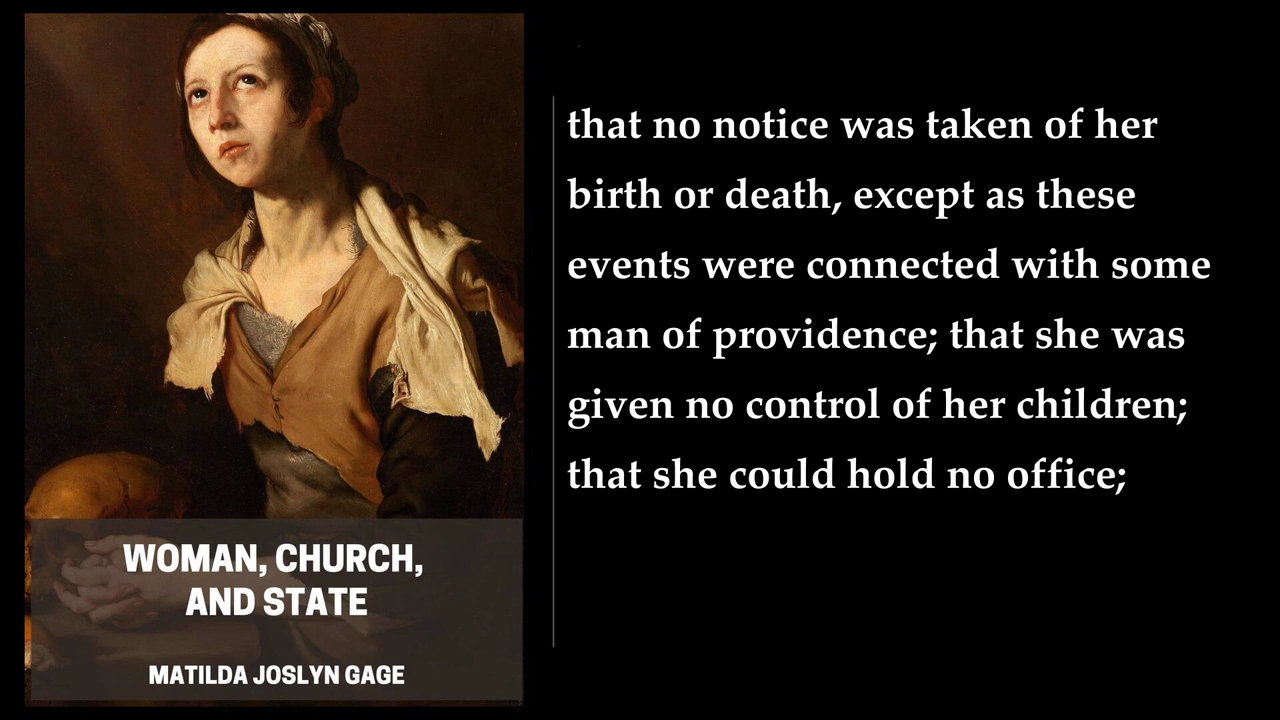 that no notice was taken of her
birth or death, except as these
events were connected with some
man of providence; that she was
given no control of her children;
that she could hold no office;
WOMAN, CHURCH,
AND STATE
MATILDA JOSLYN GAGE